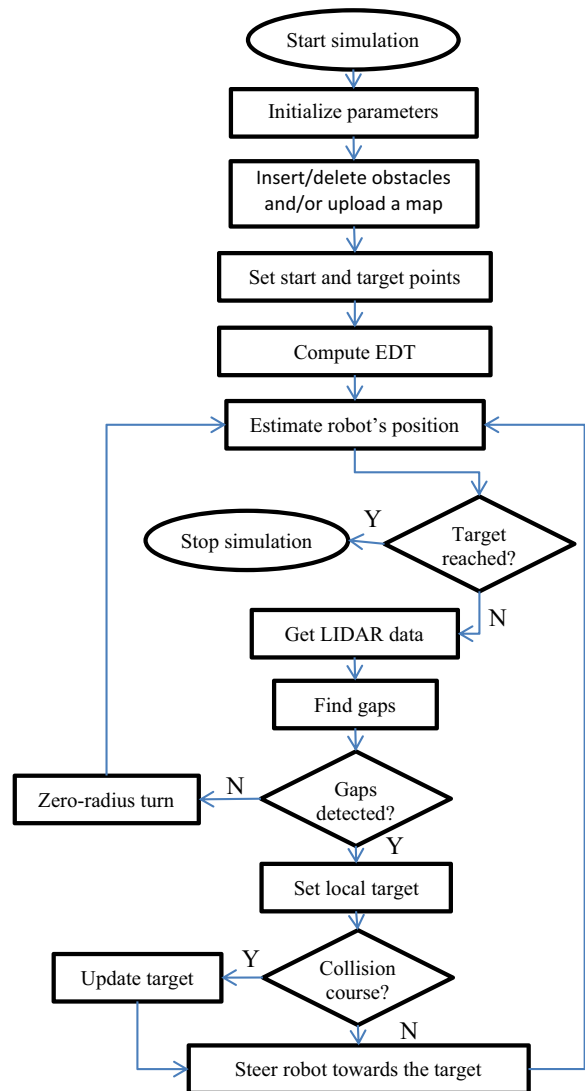 Start simulation
Initialize parameters
Insert/delete obstacles
and/or upload a map
Set start and target points
Compute EDT
Estimate robot's position
Y
Target
reached?
Stop simulation
N
Get LIDAR data
Find gaps
Gaps
detected?
N
Zero-radius turn
Y
Set local target
Collision
course?
Y
Update target
N
Steer robot towards the target